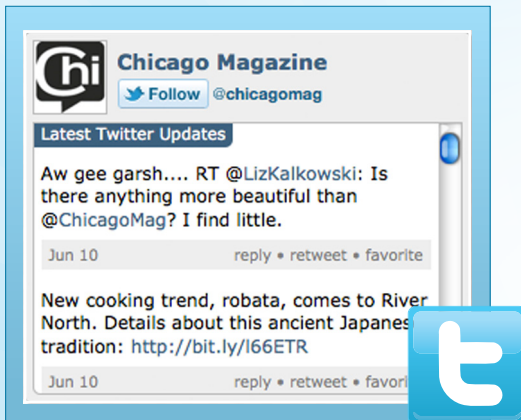 Chi
Chicago Magazine
Follow @chicagomag
Latest Twitter Updates
Aw gee garsh.... RT @LizKalkowski: Is
there anything more beautiful than
@ChicagoMag? I find little.
Jun 10 reply • retweet • favorite
New cooking trend, robata, comes to River
North. Details about this ancient Japanes
tradition: http://bit.ly/l66ETR
Jun 10 reply • retweet • favori
t